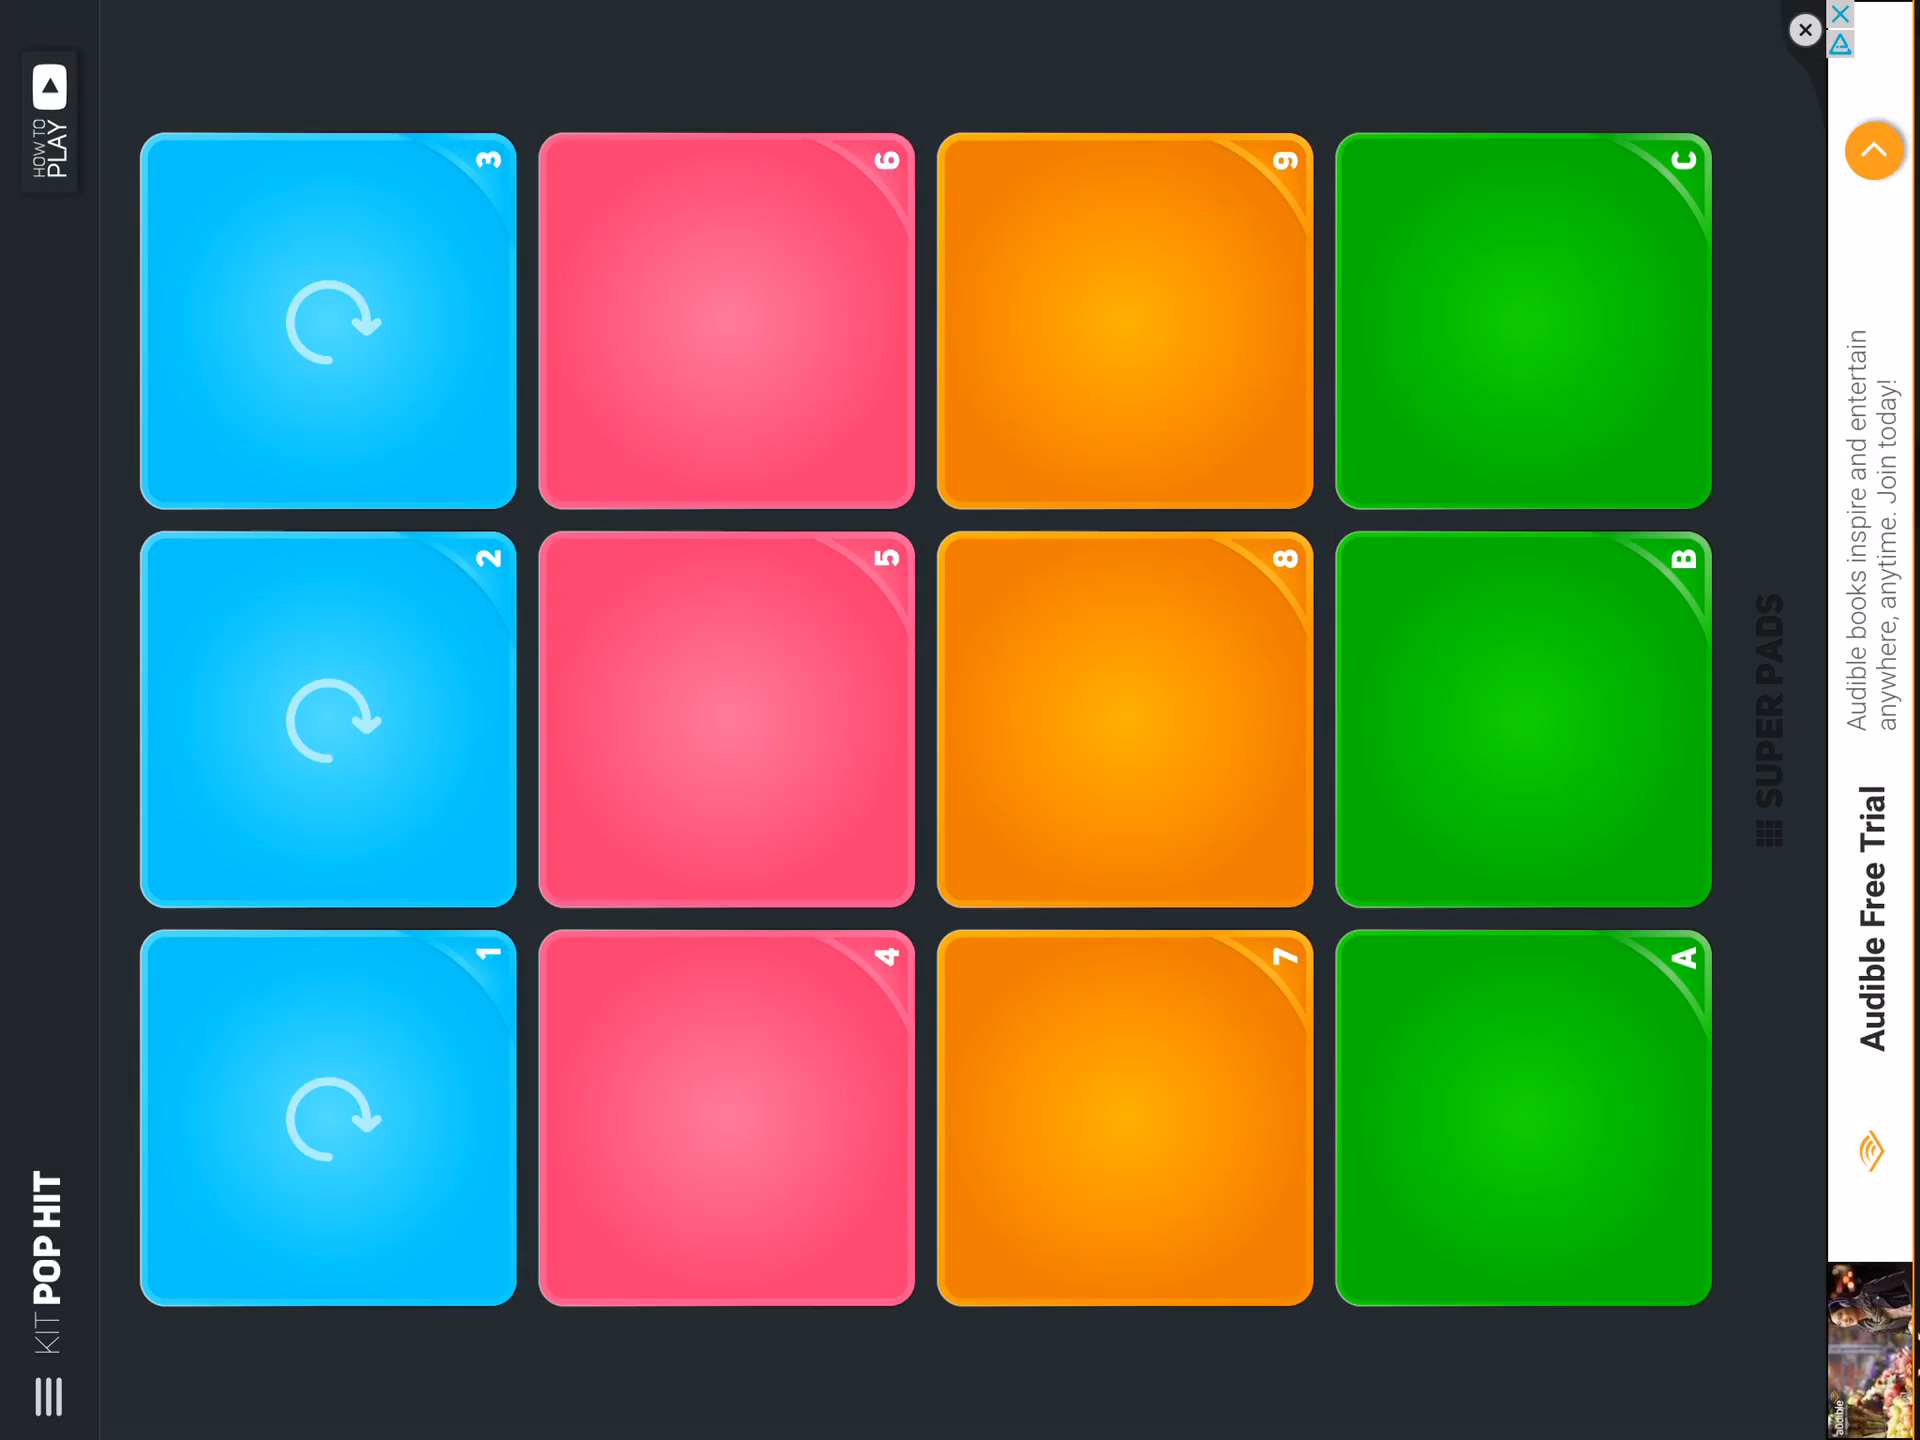 KIT POP HIT
HOW TO
PLAY
1
2
3
4
5
6
7
8
9
A
B
C
SUPER PADS
audible
Audible Free Trial
Audible books inspire and entertain
anywhere, anytime. Join today!